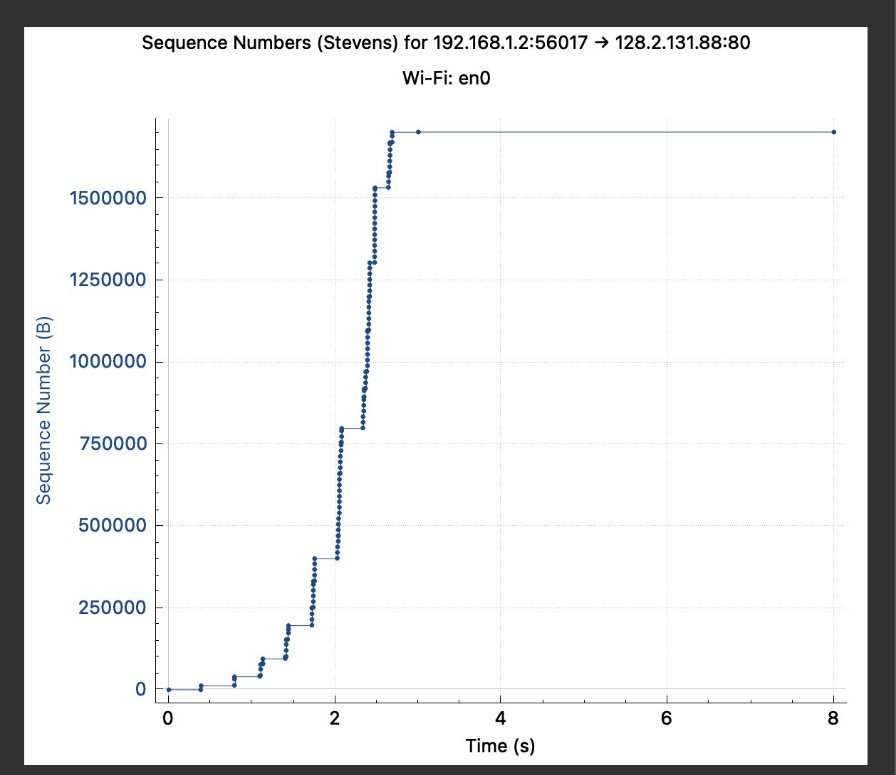 Sequence Numbers (Stevens) for 192.168.1.2:56017 → 128.2.131.88:80
Wi-Fi: en0
1500000
1250000
1000000
750000
500000
250000
0
Sequence Number (B)
0 2 4 6 8
Time (s)